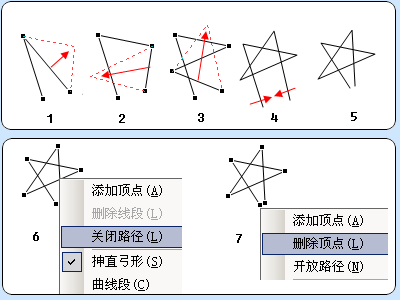 1 2 3 4 5
添加顶点(A)
删除线段(L)
关闭路径(L)
抻直弓形(S)
曲线段(C)
6
添加顶点(A)
删除顶点(L)
开放路径(N)
7